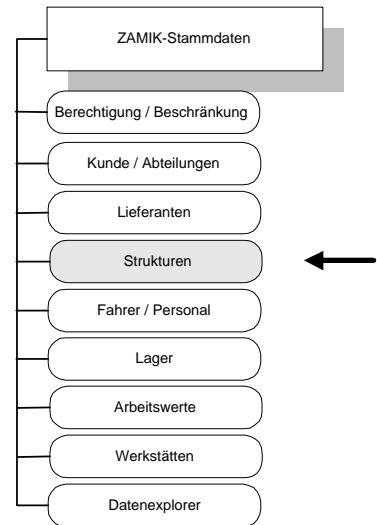 ZAMIK-Stammdaten
Berechtigung / Beschränkung
Kunde / Abteilungen
Lieferanten
Strukturen
Fahrer / Personal
Lager
Arbeitswerte
Werkstätten
Datenexplorer